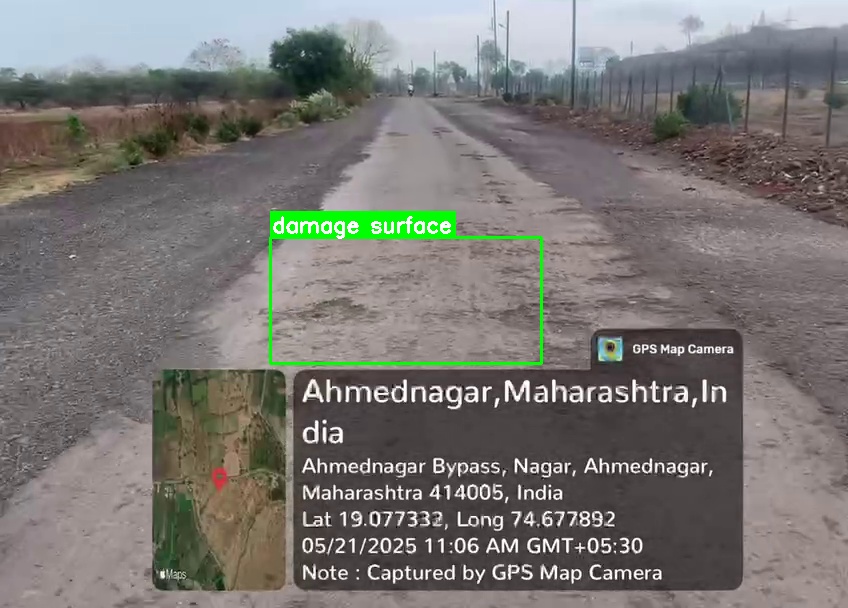 damage surface
GPS Map Camera
Ahmednagar,Maharashtra,In
dia
Ahmednagar Bypass, Nagar, Ahmednagar,
Maharashtra 414005, India
Lat 19.077332, Long 74.677892
05/21/2025 11:06 AM GMT+05:30
Note : Captured by GPS Map Camera
Maps